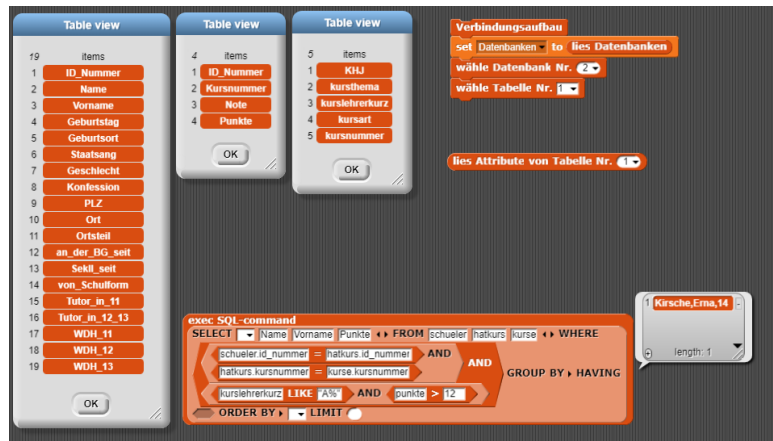 Table view
19 items
1 ID_Nummer
2 Name
3 Vorname
4 Geburtstag
5 Geburtsort
6 Staatsang
7 Geschlecht
8 Konfession
9 PLZ
10 Ort
11 Ortsteil
12 an_der_BG_seit
13 SekII_seit
14 von_Schulform
15 Tutor_in_11
16 Tutor_in_12_13
17 WDH_11
18 WDH_12
19 WDH_13
OK
Table view
4 items
1 ID_Nummer
2 Kursnummer
3 Note
4 Punkte
OK
Table view
5 items
1 KHJ
2 kursthema
3 kurslehrerkurz
4 kursart
5 kursnummer
OK
Verbindungsaufbau
set Datenbanken to lies Datenbanken
wähle Datenbank Nr. 2
wähle Tabelle Nr. 1
lies Attribute von Tabelle Nr. 1
exec SQL-command
SELECT Name Vorname Punkte FROM schueler hatkurs kurse WHERE
schueler.id_nummer = hatkurs.id_nummer AND
hatkurs.kursnummer = kurse.kursnummer AND
kurslehrerkurz LIKE "A%" AND punkte > 12
GROUP BY HAVING
ORDER BY LIMIT
1 Kirsche,Erna,14
length: 1